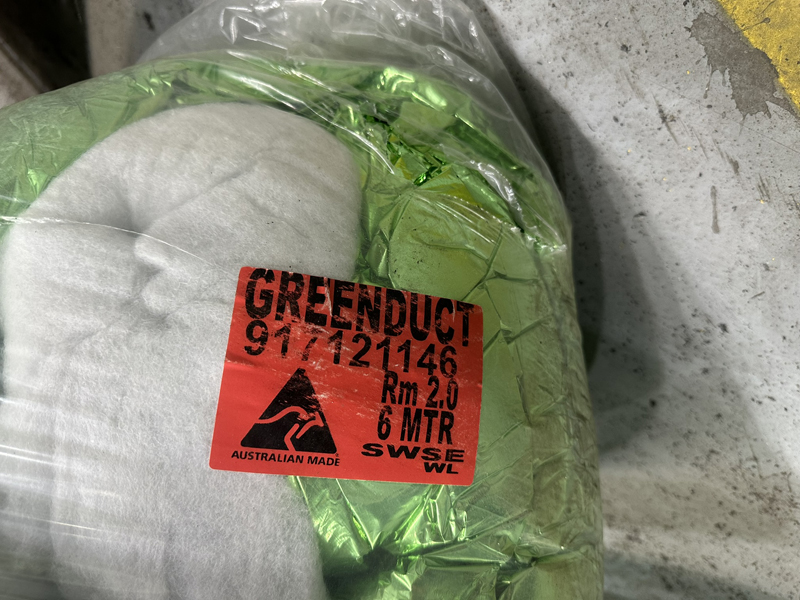 GREENDUCT
917121146
Rm 2.0
6 MTR
SWSE
WL
AUSTRALIAN MADE